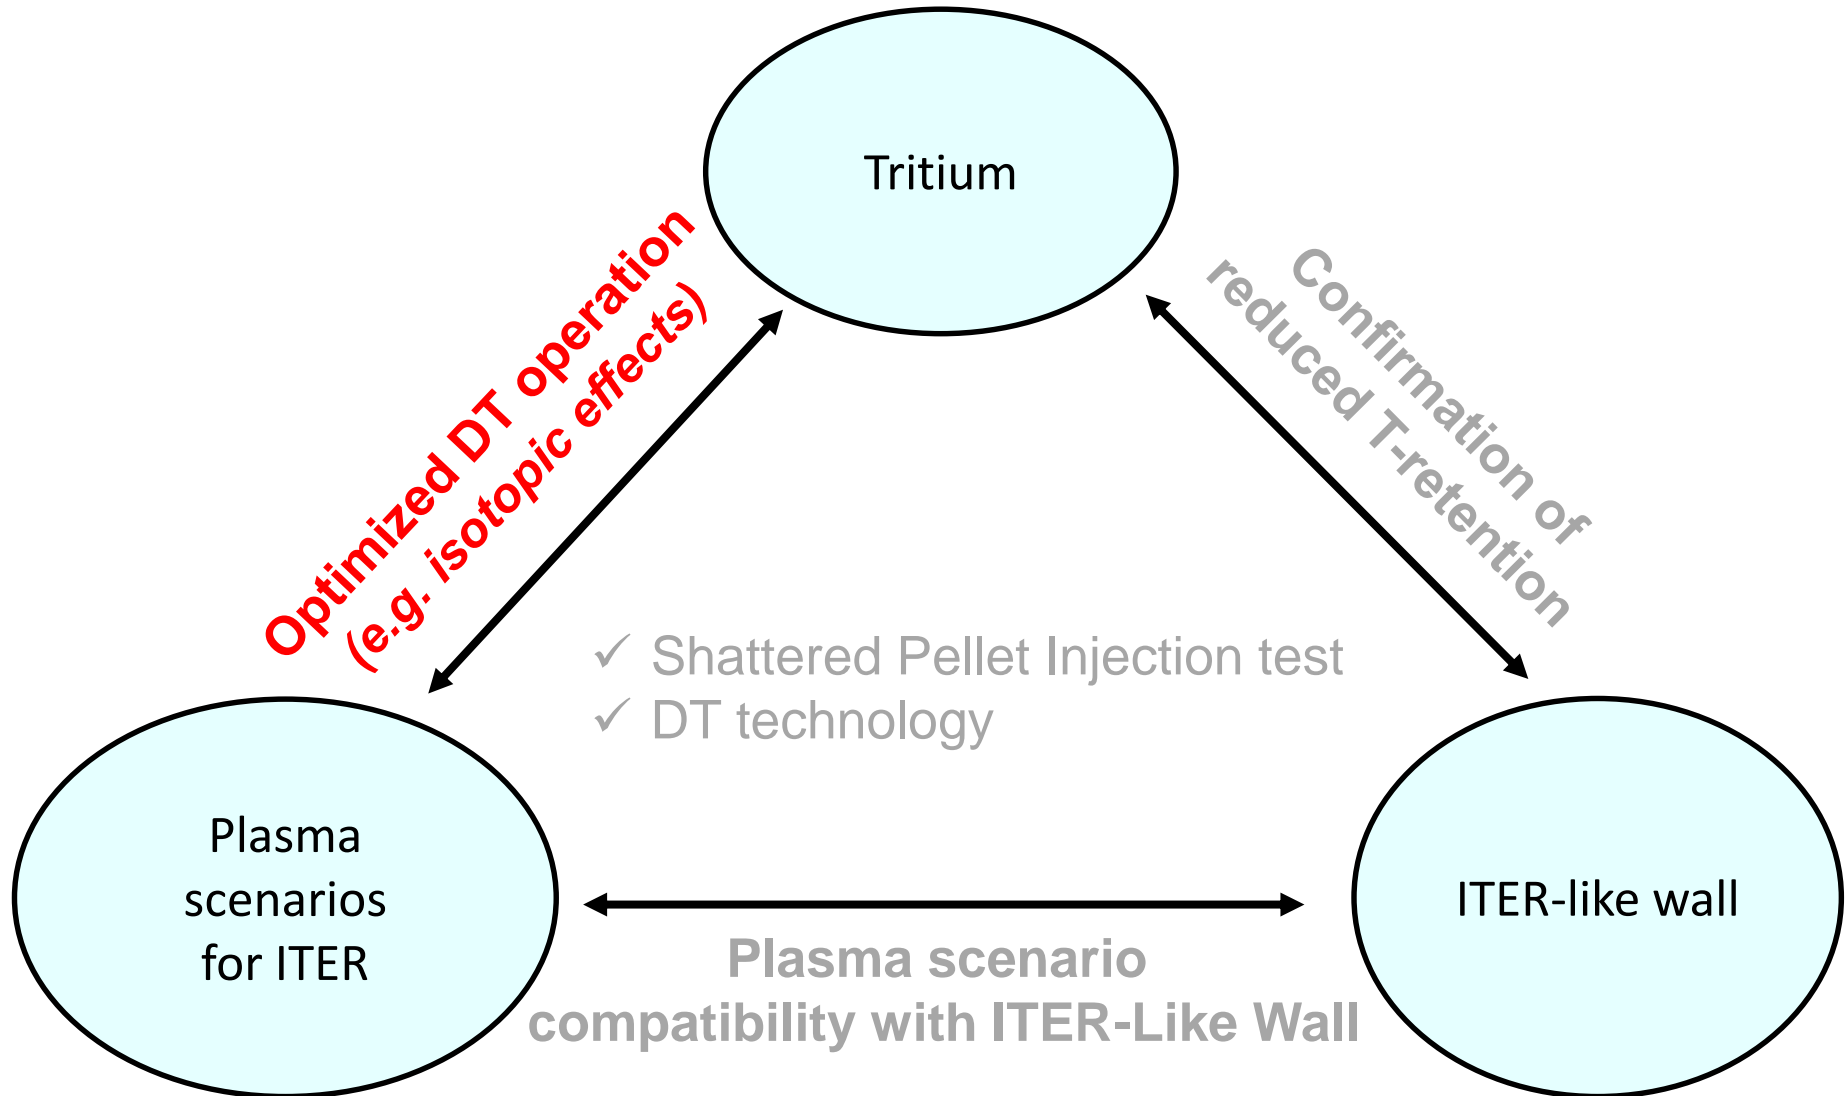 Tritium
Optimized DT operation
(e.g. isotopic effects)
Confirmation of
reduced T-retention
✓ Shattered Pellet Injection test
✓ DT technology
Plasma
scenarios
for ITER
ITER-like wall
Plasma scenario
compatibility with ITER-Like Wall